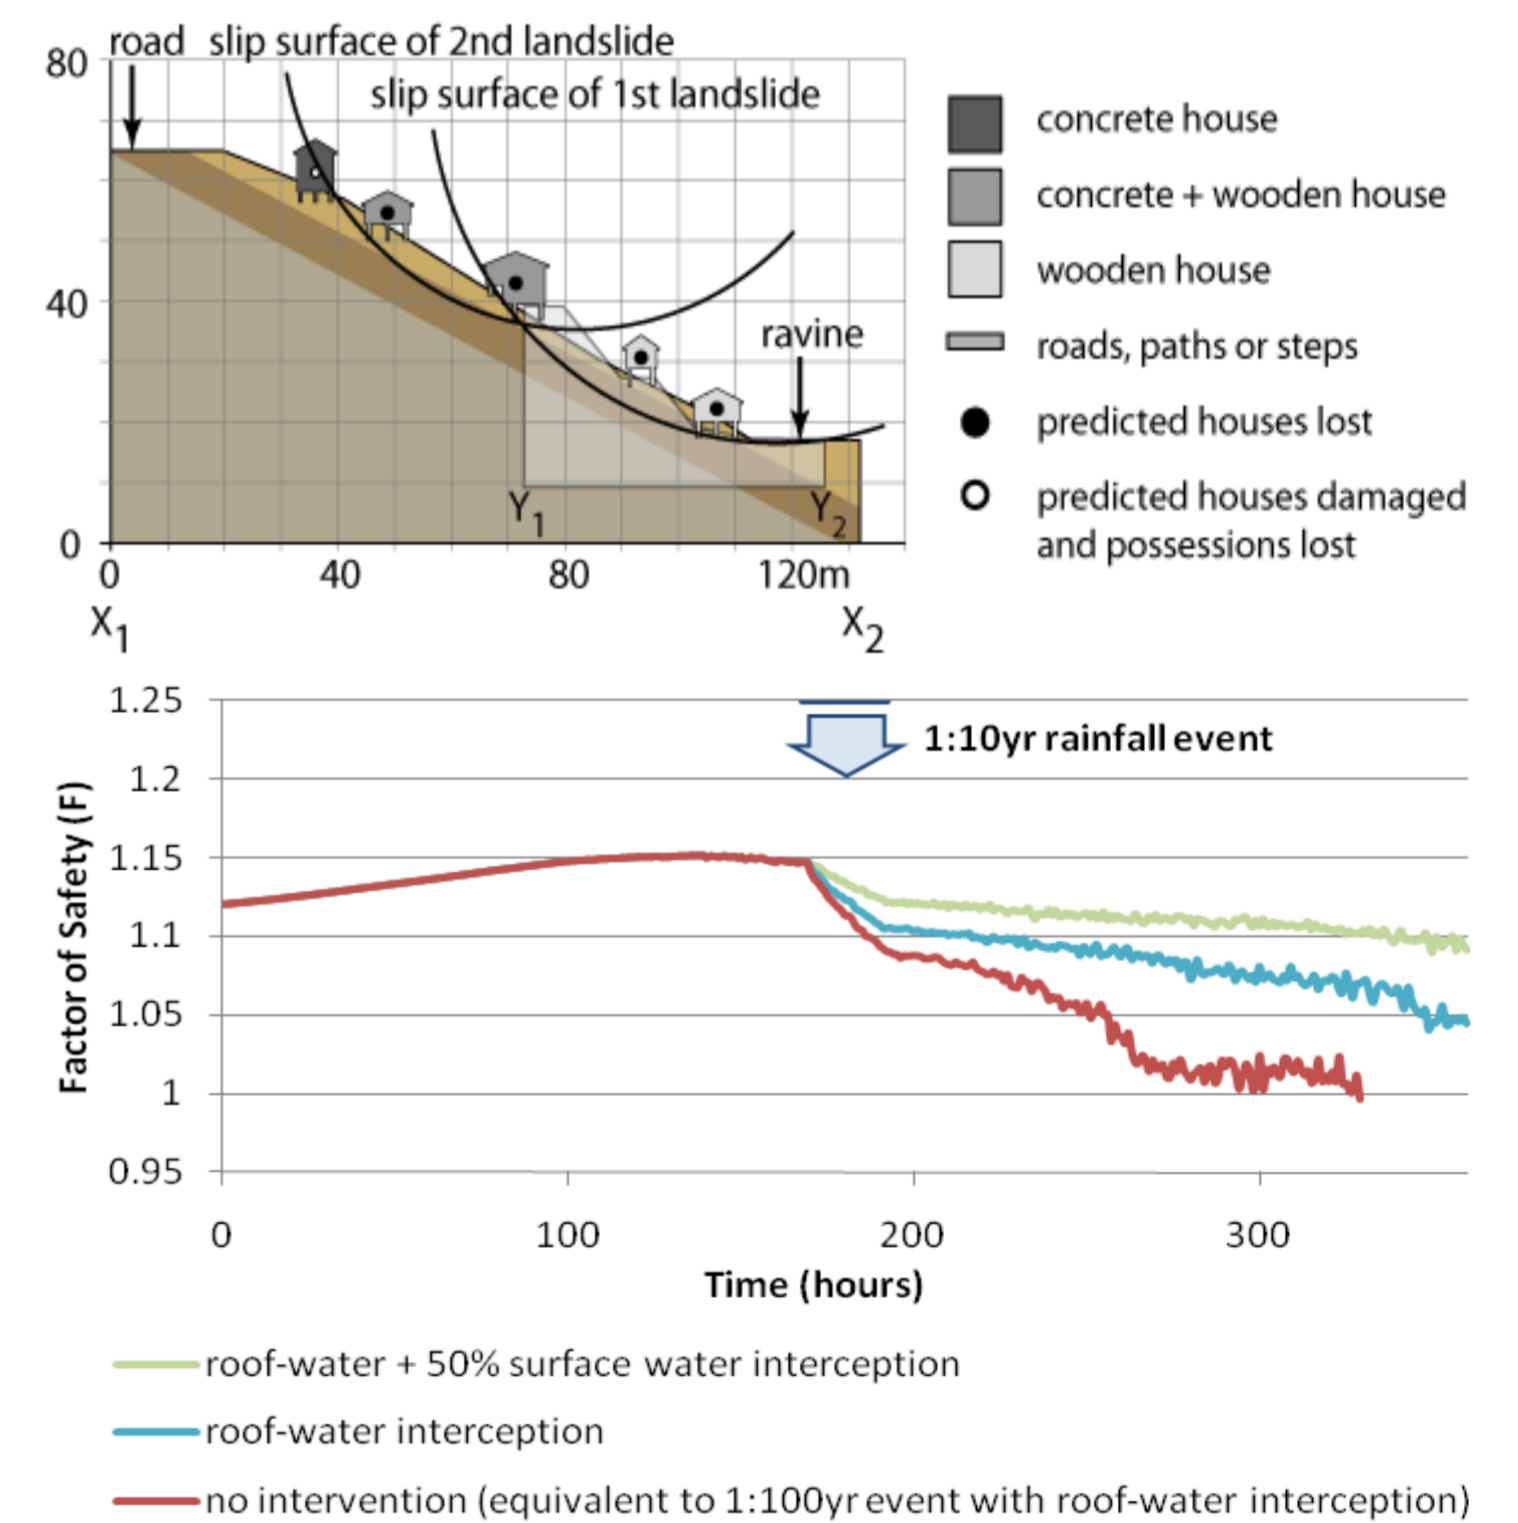 road slip surface of 2nd landslide
80
slip surface of 1st landslide
concrete house
concrete + wooden house
wooden house
40
ravine
roads, paths or steps
predicted houses lost
predicted houses damaged
and possessions lost
Y1 Y2
0
0 40 80 120m
X1 X2
1.25
1:10yr rainfall event
1.2
1.15
1.1
1.05
1
0.95
Factor of Safety (F)
0 100 200 300
Time (hours)
roof-water + 50% surface water interception
roof-water interception
no intervention (equivalent to 1:100yr event with roof-water interception)